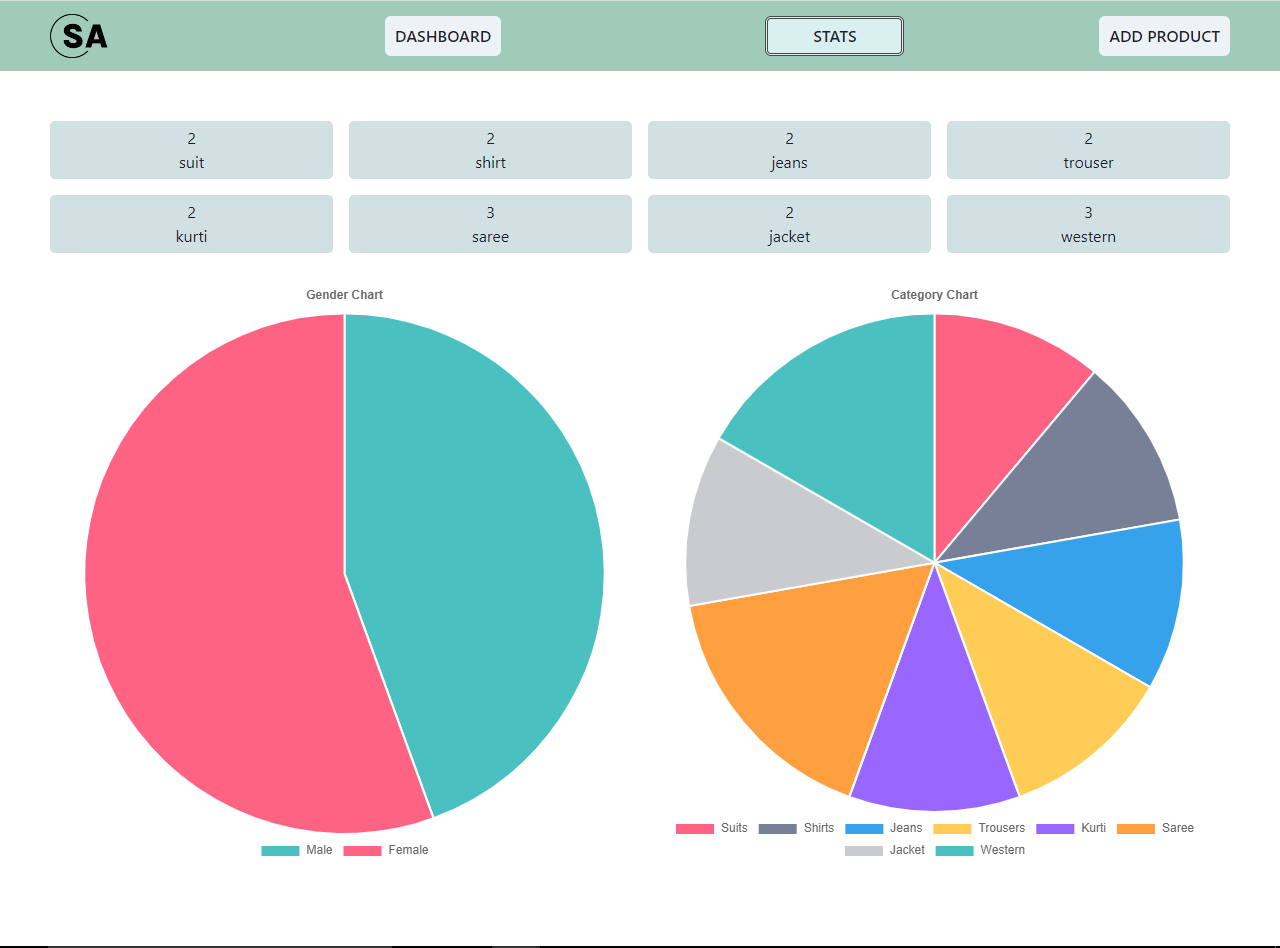 SA
DASHBOARD
STATS
ADD PRODUCT
2
suit
2
shirt
2
jeans
2
trouser
2
kurti
3
saree
2
jacket
3
western
Gender Chart
Male Female
Category Chart
Suits Shirts Jeans Trousers Kurti Saree
Jacket Western